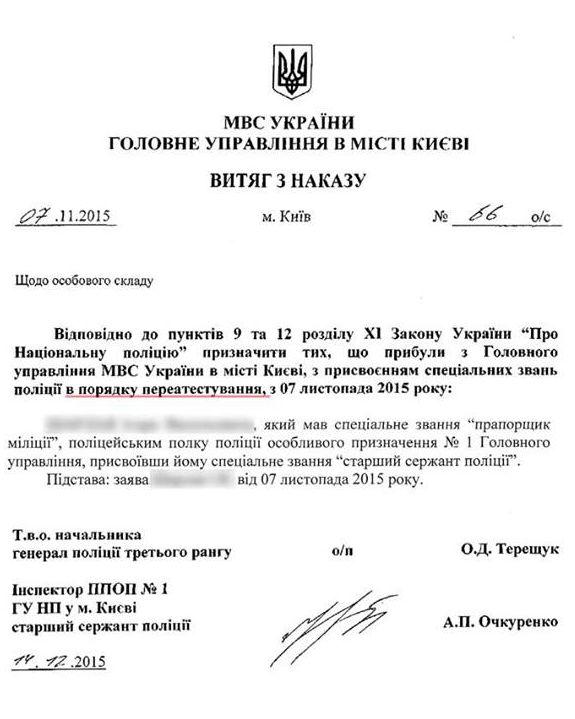 МВС УКРАЇНИ
ГОЛОВНЕ УПРАВЛІННЯ В МІСТІ КИЄВІ
ВИТЯГ З НАКАЗУ
07.11.2015 м. Київ № 66 о/с
Щодо особового складу
Відповідно до пунктів 9 та 12 розділу XI Закону України “Про
Національну поліцію” призначити тих, що прибули з Головного
управління МВС України в місті Києві, з присвоєнням спеціальних звань
поліції в порядку переатестування, з 07 листопада 2015 року:
, який мав спеціальне звання “прапорщик
міліції”, поліцейським полку поліції особливого призначення № 1 Головного
управління, присвоївши йому спеціальне звання “старший сержант поліції”.
Підстава: заява від 07 листопада 2015 року.
Т.в.о. начальника
генерал поліції третього рангу о/п О.Д. Терещук
Інспектор ППОП № 1
ГУ НП у м. Києві
старший сержант поліції А.П. Очкуренко
14.12.2015